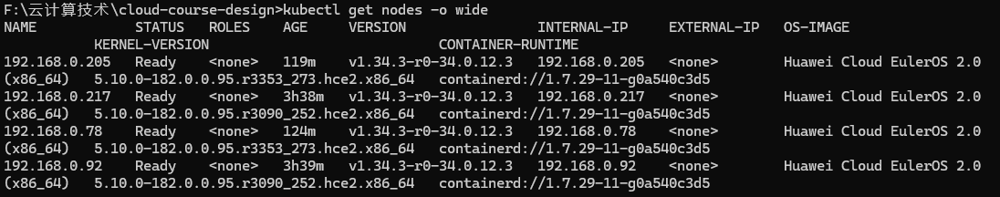 F:\云计算技术\cloud-course-design>kubectl get nodes -o wide
NAME            STATUS   ROLES    AGE     VERSION                INTERNAL-IP     EXTERNAL-IP   OS-IMAGE
           KERNEL-VERSION                            CONTAINER-RUNTIME
192.168.0.205   Ready    <none>   119m    v1.34.3-r0-34.0.12.3   192.168.0.205   <none>        Huawei Cloud EulerOS 2.0
(x86_64)   5.10.0-182.0.0.95.r3353_273.hce2.x86_64   containerd://1.7.29-11-g0a540c3d5
192.168.0.217   Ready    <none>   3h38m   v1.34.3-r0-34.0.12.3   192.168.0.217   <none>        Huawei Cloud EulerOS 2.0
(x86_64)   5.10.0-182.0.0.95.r3090_252.hce2.x86_64   containerd://1.7.29-11-g0a540c3d5
192.168.0.78    Ready    <none>   124m    v1.34.3-r0-34.0.12.3   192.168.0.78    <none>        Huawei Cloud EulerOS 2.0
(x86_64)   5.10.0-182.0.0.95.r3353_273.hce2.x86_64   containerd://1.7.29-11-g0a540c3d5
192.168.0.92    Ready    <none>   3h39m   v1.34.3-r0-34.0.12.3   192.168.0.92    <none>        Huawei Cloud EulerOS 2.0
(x86_64)   5.10.0-182.0.0.95.r3090_252.hce2.x86_64   containerd://1.7.29-11-g0a540c3d5